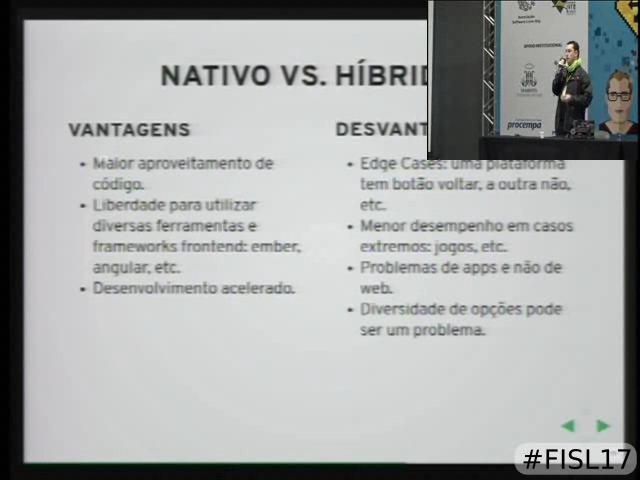 NATIVO VS. HÍBRID
VANTAGENS
• Maior aproveitamento de
código.
• Liberdade para utilizar
diversas ferramentas e
frameworks frontend: ember,
angular, etc.
• Desenvolvimento acelerado.
DESVANT
• Edge Cases: uma plataforma
tem botão voltar, a outra não,
etc.
• Menor desempenho em casos
extremos: jogos, etc.
• Problemas de apps e não de
web.
• Diversidade de opções pode
ser um problema.
APOIO INSTITUCIONAL
procempa
#FISL17